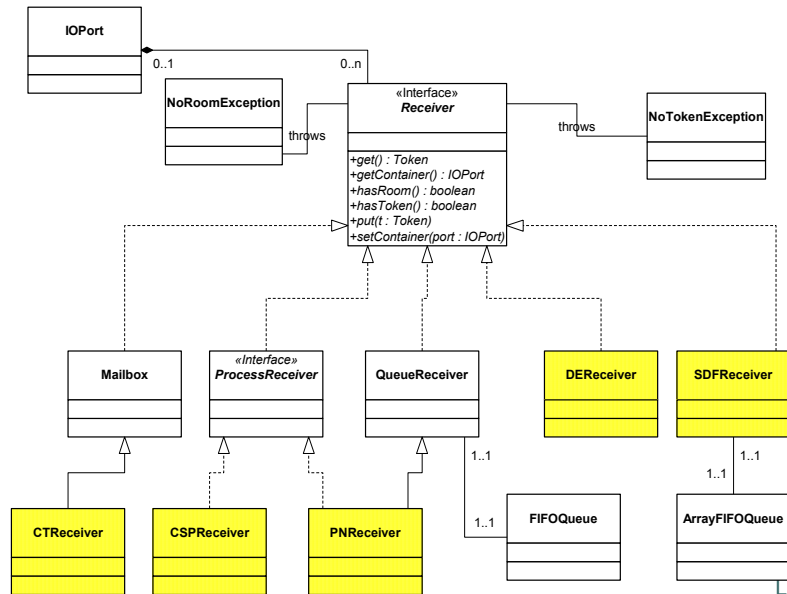 IOPort
0..1
0..n
«Interface»
Receiver
NoRoomException
NoTokenException
throws
throws
+get() : Token
+getContainer() : IOPort
+hasRoom() : boolean
+hasToken() : boolean
+put(t : Token)
+setContainer(port : IOPort)
Mailbox
«Interface»
ProcessReceiver
QueueReceiver
DEReceiver
SDFReceiver
1..1
1..1
1..1
1..1
CTReceiver
CSPReceiver
PNReceiver
FIFOQueue
ArrayFIFOQueue